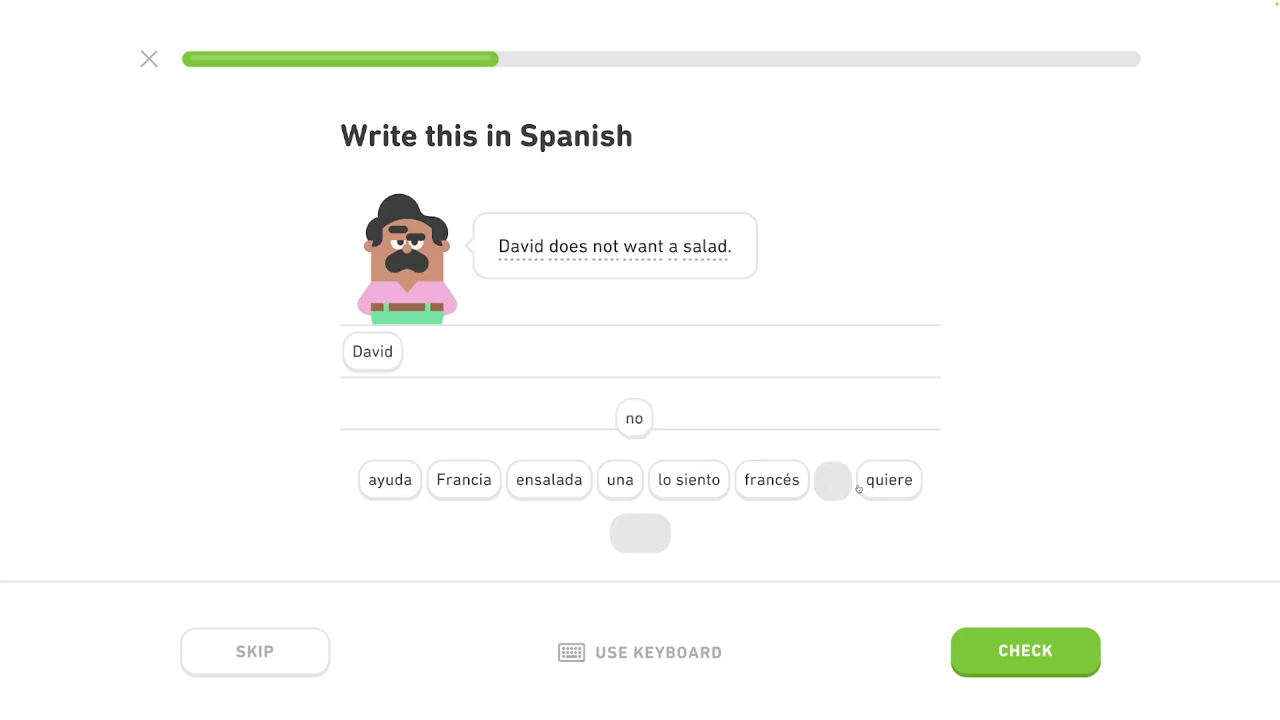 Write this in Spanish
David does not want a salad.
David
no
ayuda Francia ensalada una lo siento francés quiere
SKIP USE KEYBOARD CHECK